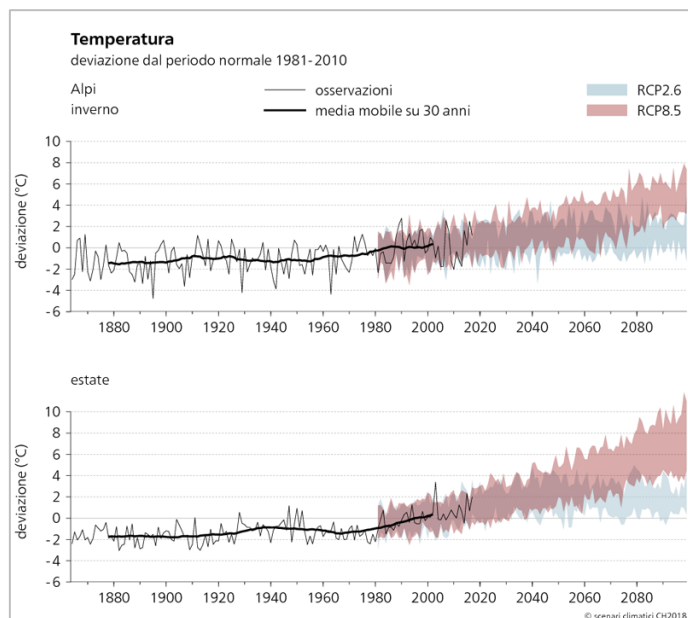 Temperatura
deviazione dal periodo normale 1981-2010
Alpi
inverno
osservazioni
media mobile su 30 anni
RCP2.6
RCP8.5
deviazione (°C)
10
8
6
4
2
0
-2
-4
-6
1880 1900 1920 1940 1960 1980 2000 2020 2040 2060 2080
estate
deviazione (°C)
10
8
6
4
2
0
-2
-4
-6
1880 1900 1920 1940 1960 1980 2000 2020 2040 2060 2080
© scenari climatici CH2018